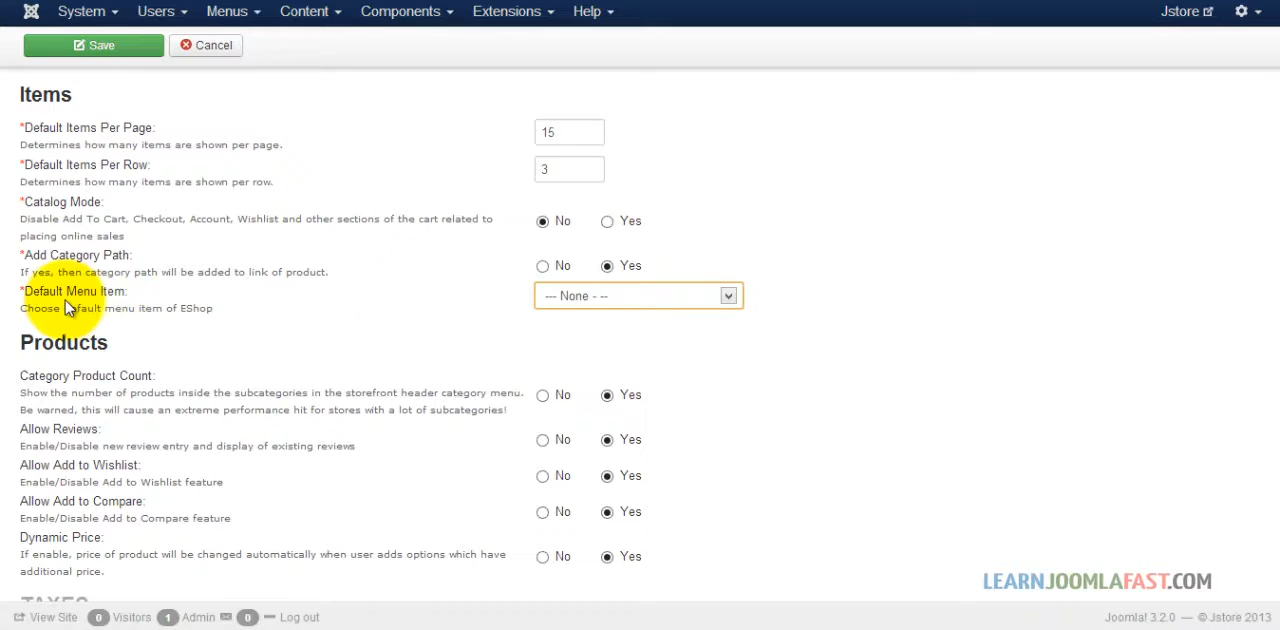 System Users Menus Content Components Extensions Help Jstore
Save Cancel
Items
*Default Items Per Page:
15
Determines how many items are shown per page.
*Default Items Per Row:
3
Determines how many items are shown per row.
*Catalog Mode:
Disable Add To Cart, Checkout, Account, Wishlist and other sections of the cart related to
placing online sales
No Yes
*Add Category Path:
If yes, then category path will be added to link of product.
No Yes
*Default Menu Item:
--- None - --
Choose default menu item of EShop
Products
Category Product Count:
Show the number of products inside the subcategories in the storefront header category menu.
Be warned, this will cause an extreme performance hit for stores with a lot of subcategories!
No Yes
Allow Reviews:
Enable/Disable new review entry and display of existing reviews
No Yes
Allow Add to Wishlist:
Enable/Disable Add to Wishlist feature
No Yes
Allow Add to Compare:
Enable/Disable Add to Compare feature
No Yes
Dynamic Price:
If enable, price of product will be changed automatically when user adds options which have
additional price.
No Yes
LEARNJOOMLAFAST.COM
TAXES
View Site 0 Visitors 1 Admin 0 Log out Joomla! 3.2.0 — © Jstore 2013